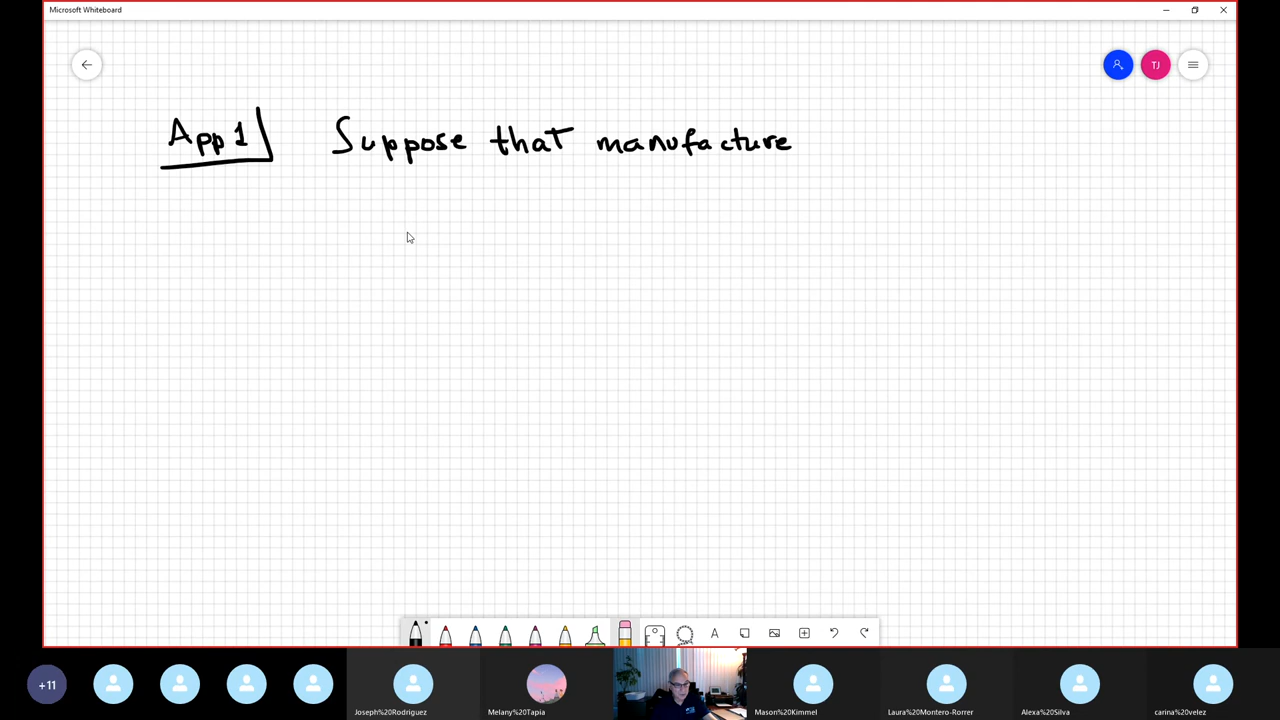 Microsoft Whiteboard
TJ
App 1 Suppose that manufacture
A
+11
Joseph%20Rodriguez
Melany%20Tapia
Mason%20Kimmel
Laura%20Montero-Rorrer
Alexa%20Silva
carina%20velez